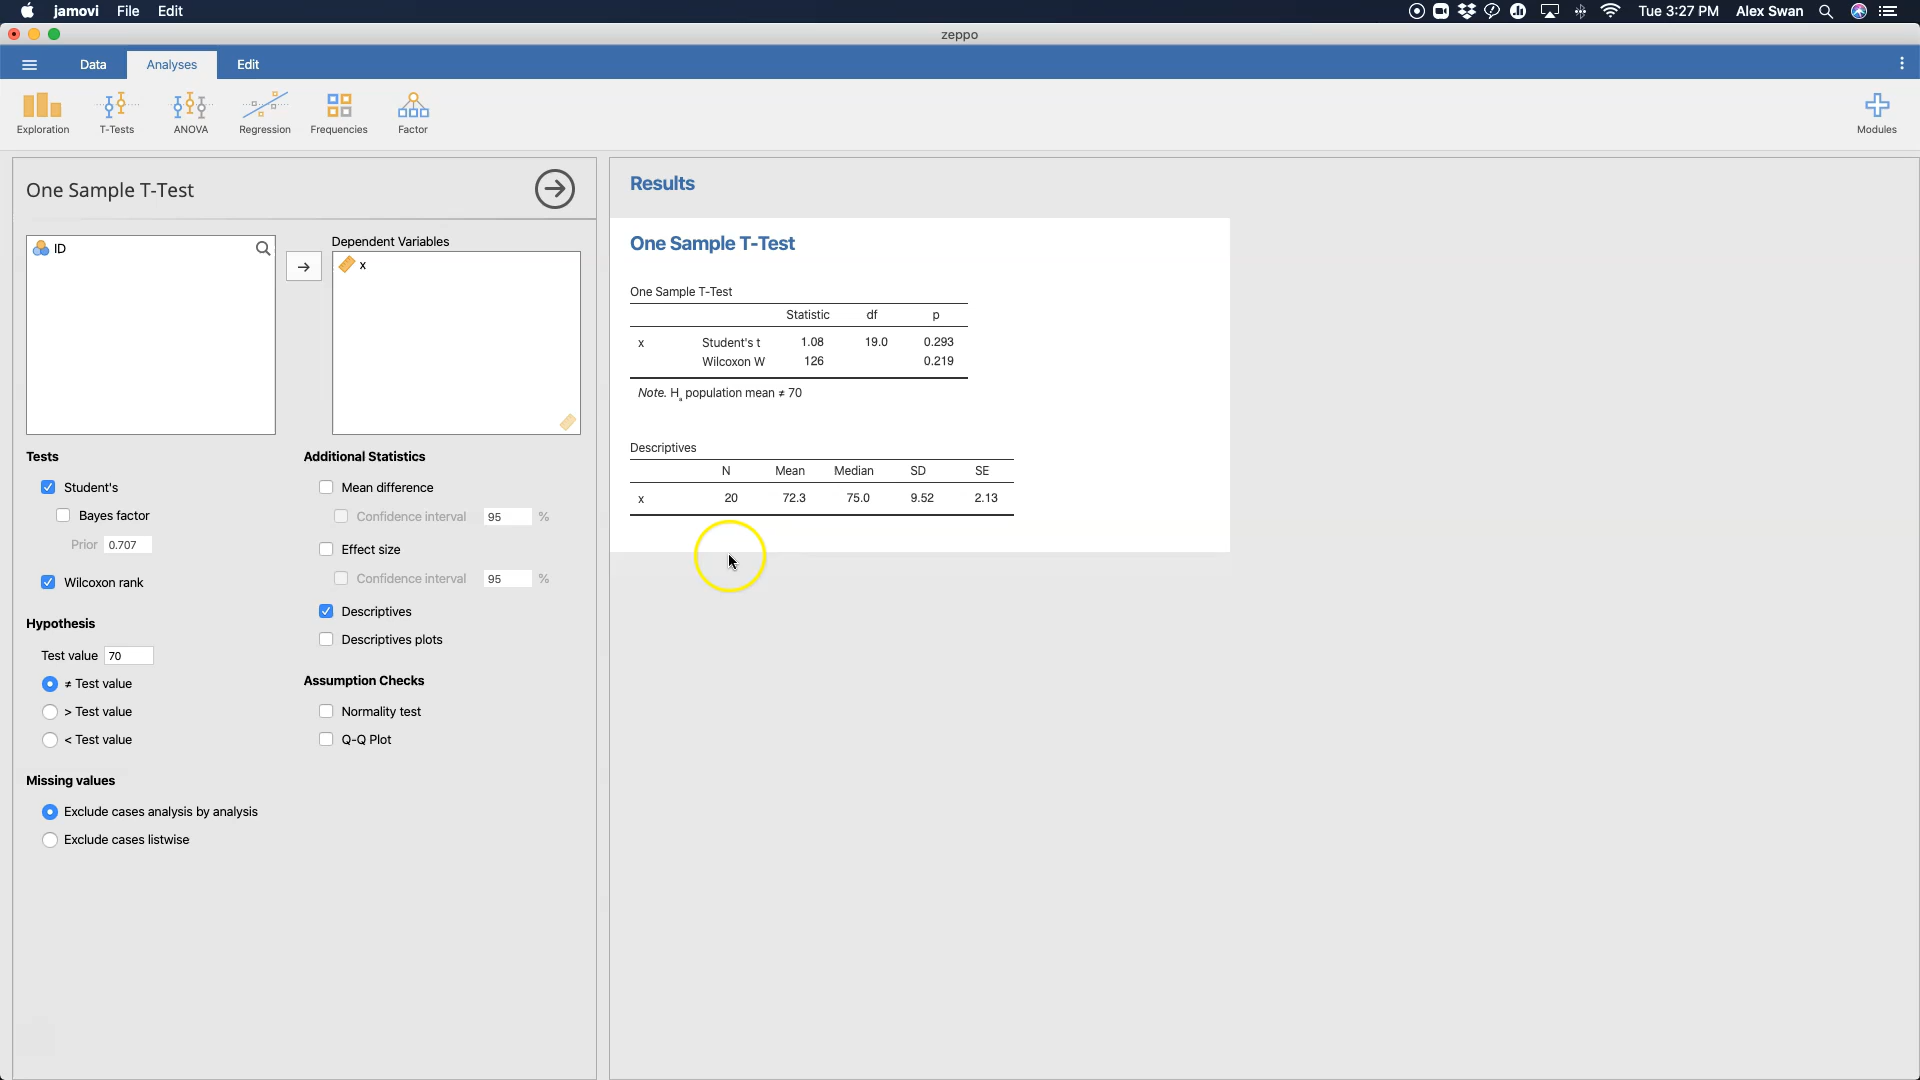 jamovi File Edit
Tue 3:27 PM Alex Swan
zeppo
Data Analyses Edit
Exploration T-Tests ANOVA Regression Frequencies Factor Modules
One Sample T-Test
ID
Dependent Variables
x
Tests
Student's
Bayes factor
Prior 0.707
Wilcoxon rank
Hypothesis
Test value 70
≠ Test value
> Test value
< Test value
Missing values
Exclude cases analysis by analysis
Exclude cases listwise
Additional Statistics
Mean difference
Confidence interval 95 %
Effect size
Confidence interval 95 %
Descriptives
Descriptives plots
Assumption Checks
Normality test
Q-Q Plot
Results
One Sample T-Test
One Sample T-Test
Statistic df p
x Student's t 1.08 19.0 0.293
Wilcoxon W 126 0.219
Note. Hₐ population mean ≠ 70
Descriptives
N Mean Median SD SE
x 20 72.3 75.0 9.52 2.13